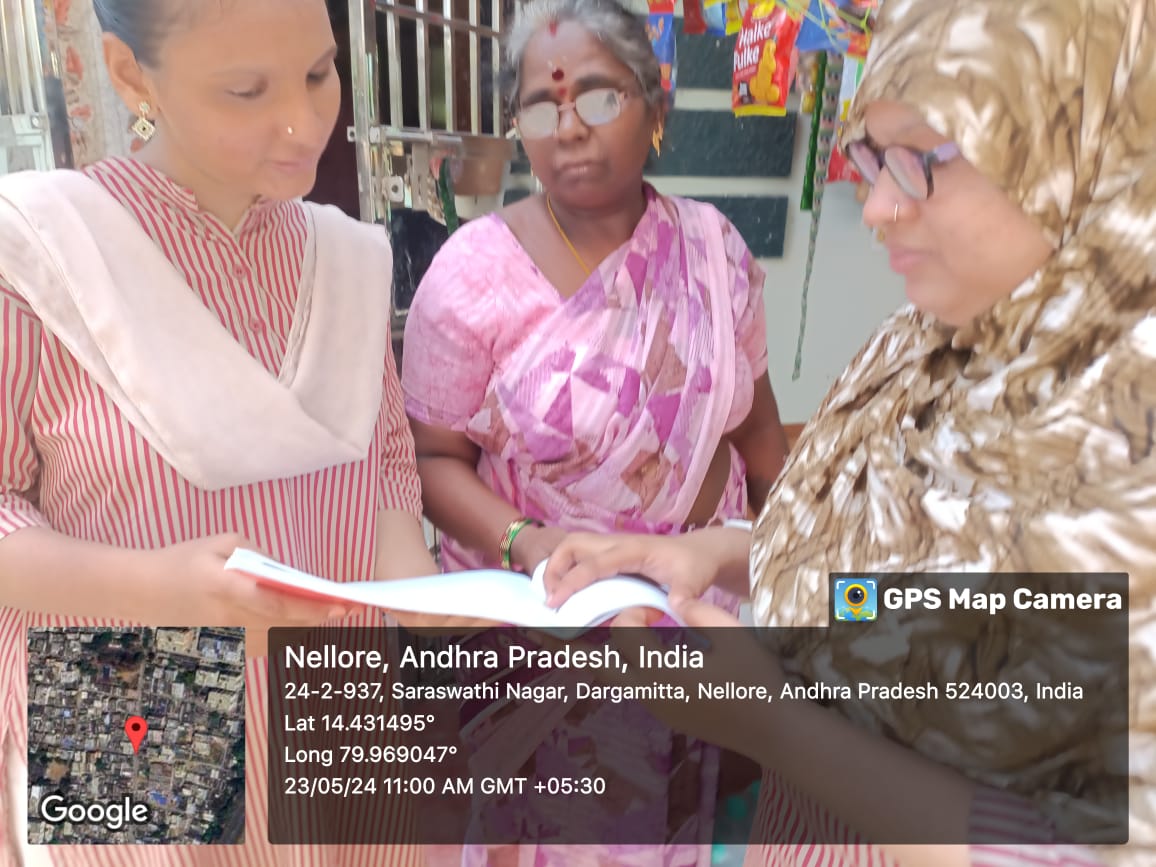 Halke
Fulke
GPS Map Camera
Nellore, Andhra Pradesh, India
24-2-937, Saraswathi Nagar, Dargamitta, Nellore, Andhra Pradesh 524003, India
Lat 14.431495°
Long 79.969047°
23/05/24 11:00 AM GMT +05:30
Google